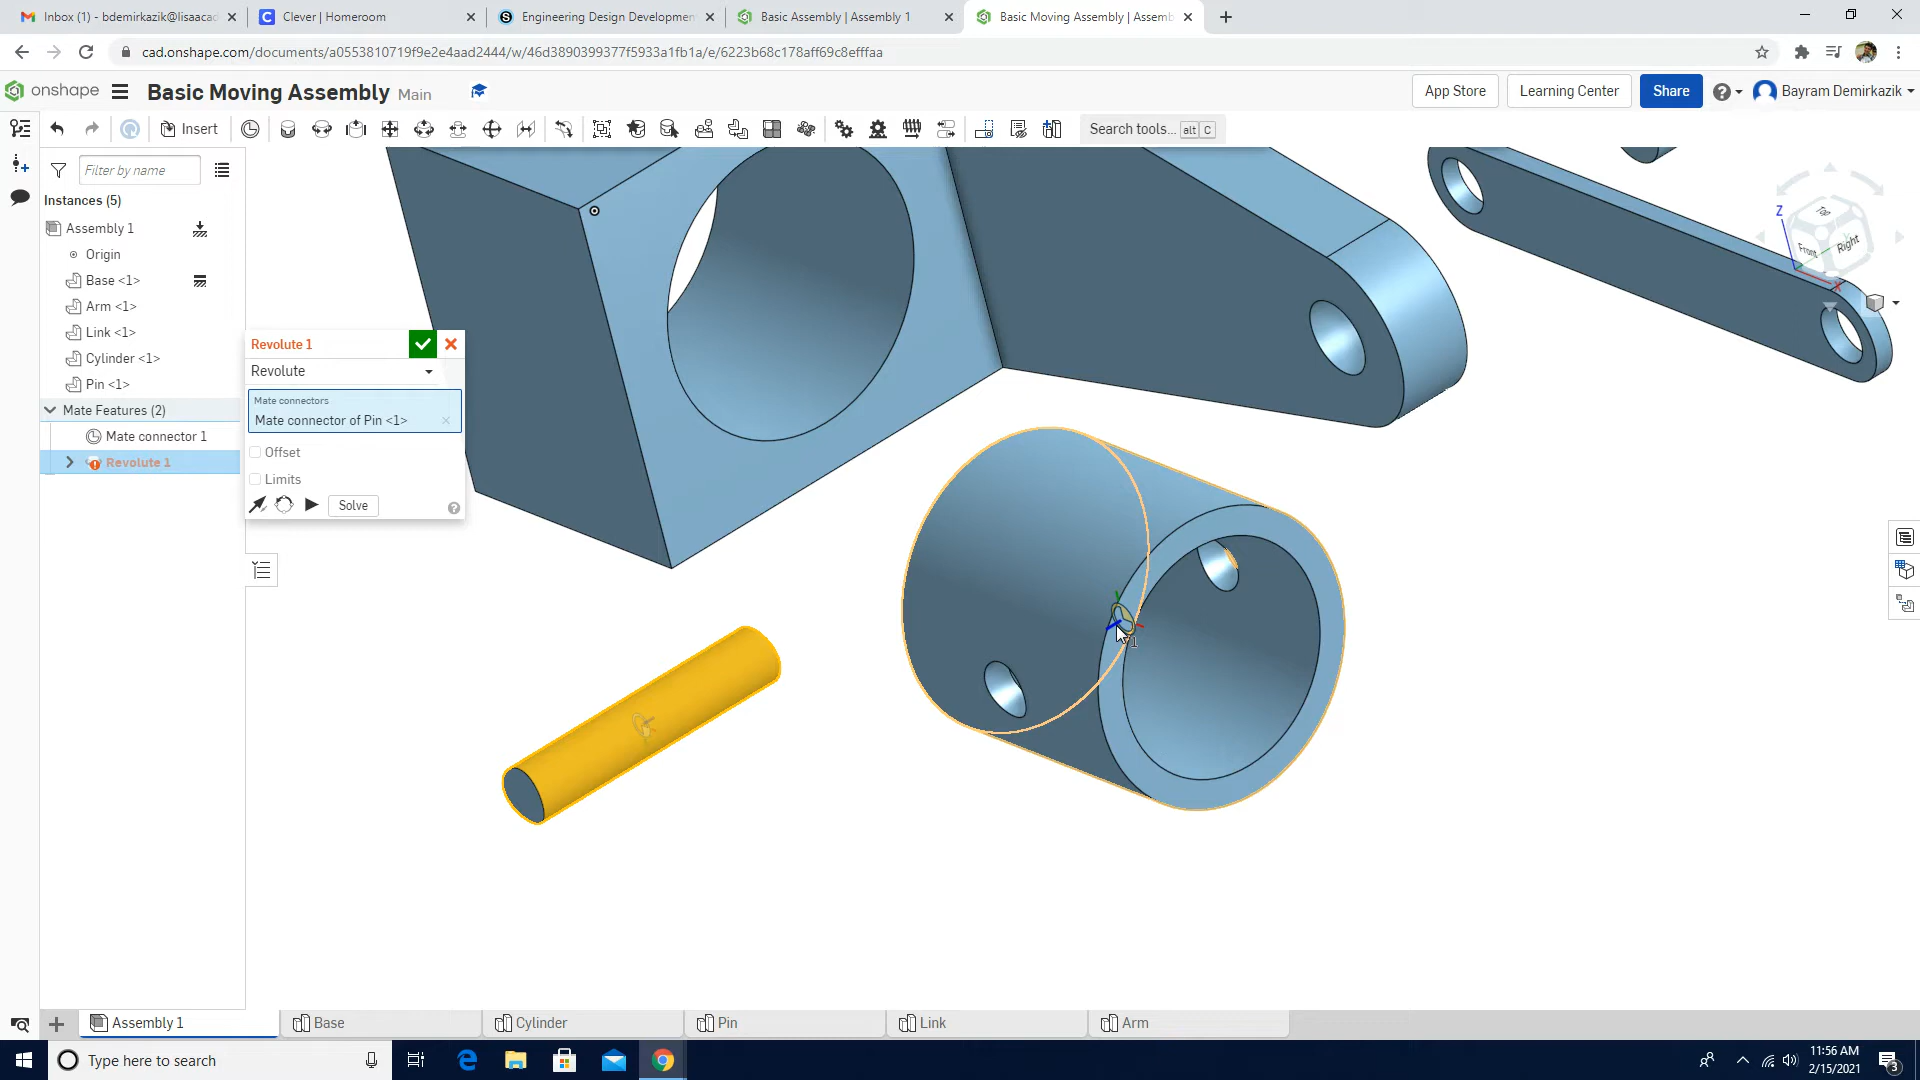 Inbox (1) - bdemirkazik@lisaacad
Clever | Homeroom
Engineering Design Developmen
Basic Assembly | Assembly 1
Basic Moving Assembly | Assemb
cad.onshape.com/documents/a0553810719f9e2e4aad2444/w/46d3890399377f5933a1fb1a/e/6223b68c178aff69c8efffaa
onshape
Basic Moving Assembly Main
App Store
Learning Center
Share
Bayram Demirkazik
Insert
Search tools... alt C
Filter by name
Instances (5)
Assembly 1
Origin
Base <1>
Arm <1>
Link <1>
Cylinder <1>
Pin <1>
Mate Features (2)
Mate connector 1
Revolute 1
Revolute 1
Revolute
Mate connectors
Mate connector of Pin <1>
Offset
Limits
Solve
Z
Top
Front
Right
X
1
Assembly 1
Base
Cylinder
Pin
Link
Arm
Type here to search
11:56 AM
2/15/2021
3